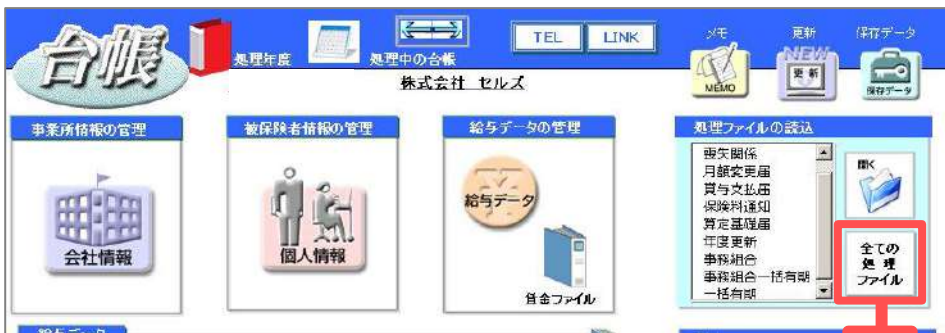 台帳
処理年度
処理中の台帳
TEL
LINK
メモ
更新
保存データ
MEMO
NEW
更新
保存データ
株式会社 セルズ
事業所情報の管理
被保険者情報の管理
給与データの管理
処理ファイルの読込
会社情報
個人情報
給与データ
賃金ファイル
喪失関係
月額変更届
賞与支払届
保険料通知
算定基礎届
年度更新
事務組合
事務組合一括有期
一括有期
開く
全ての
処 理
ファイル
給与データ